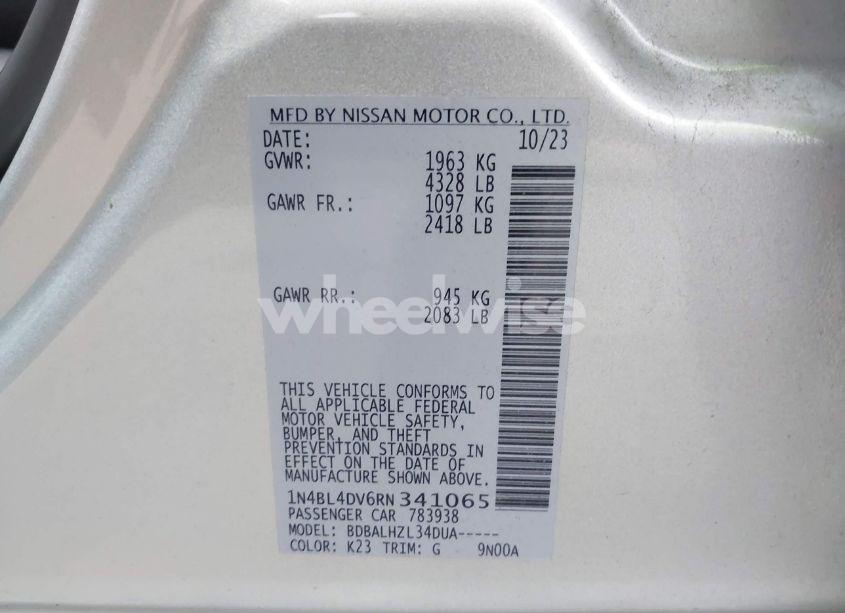 MFD BY NISSAN MOTOR CO., LTD.
DATE: 10/23
GVWR: 1963 KG
4328 LB
GAWR FR.: 1097 KG
2418 LB
GAWR RR.: 945 KG
wheelwise
2083 LB
THIS VEHICLE CONFORMS TO
ALL APPLICABLE FEDERAL
MOTOR VEHICLE SAFETY,
BUMPER, AND THEFT
PREVENTION STANDARDS IN
EFFECT ON THE DATE OF
MANUFACTURE SHOWN ABOVE.
1N4BL4DV6RN341065
PASSENGER CAR 783938
MODEL: BDBALHZL34DUA-----
COLOR: K23 TRIM: G 9N00A